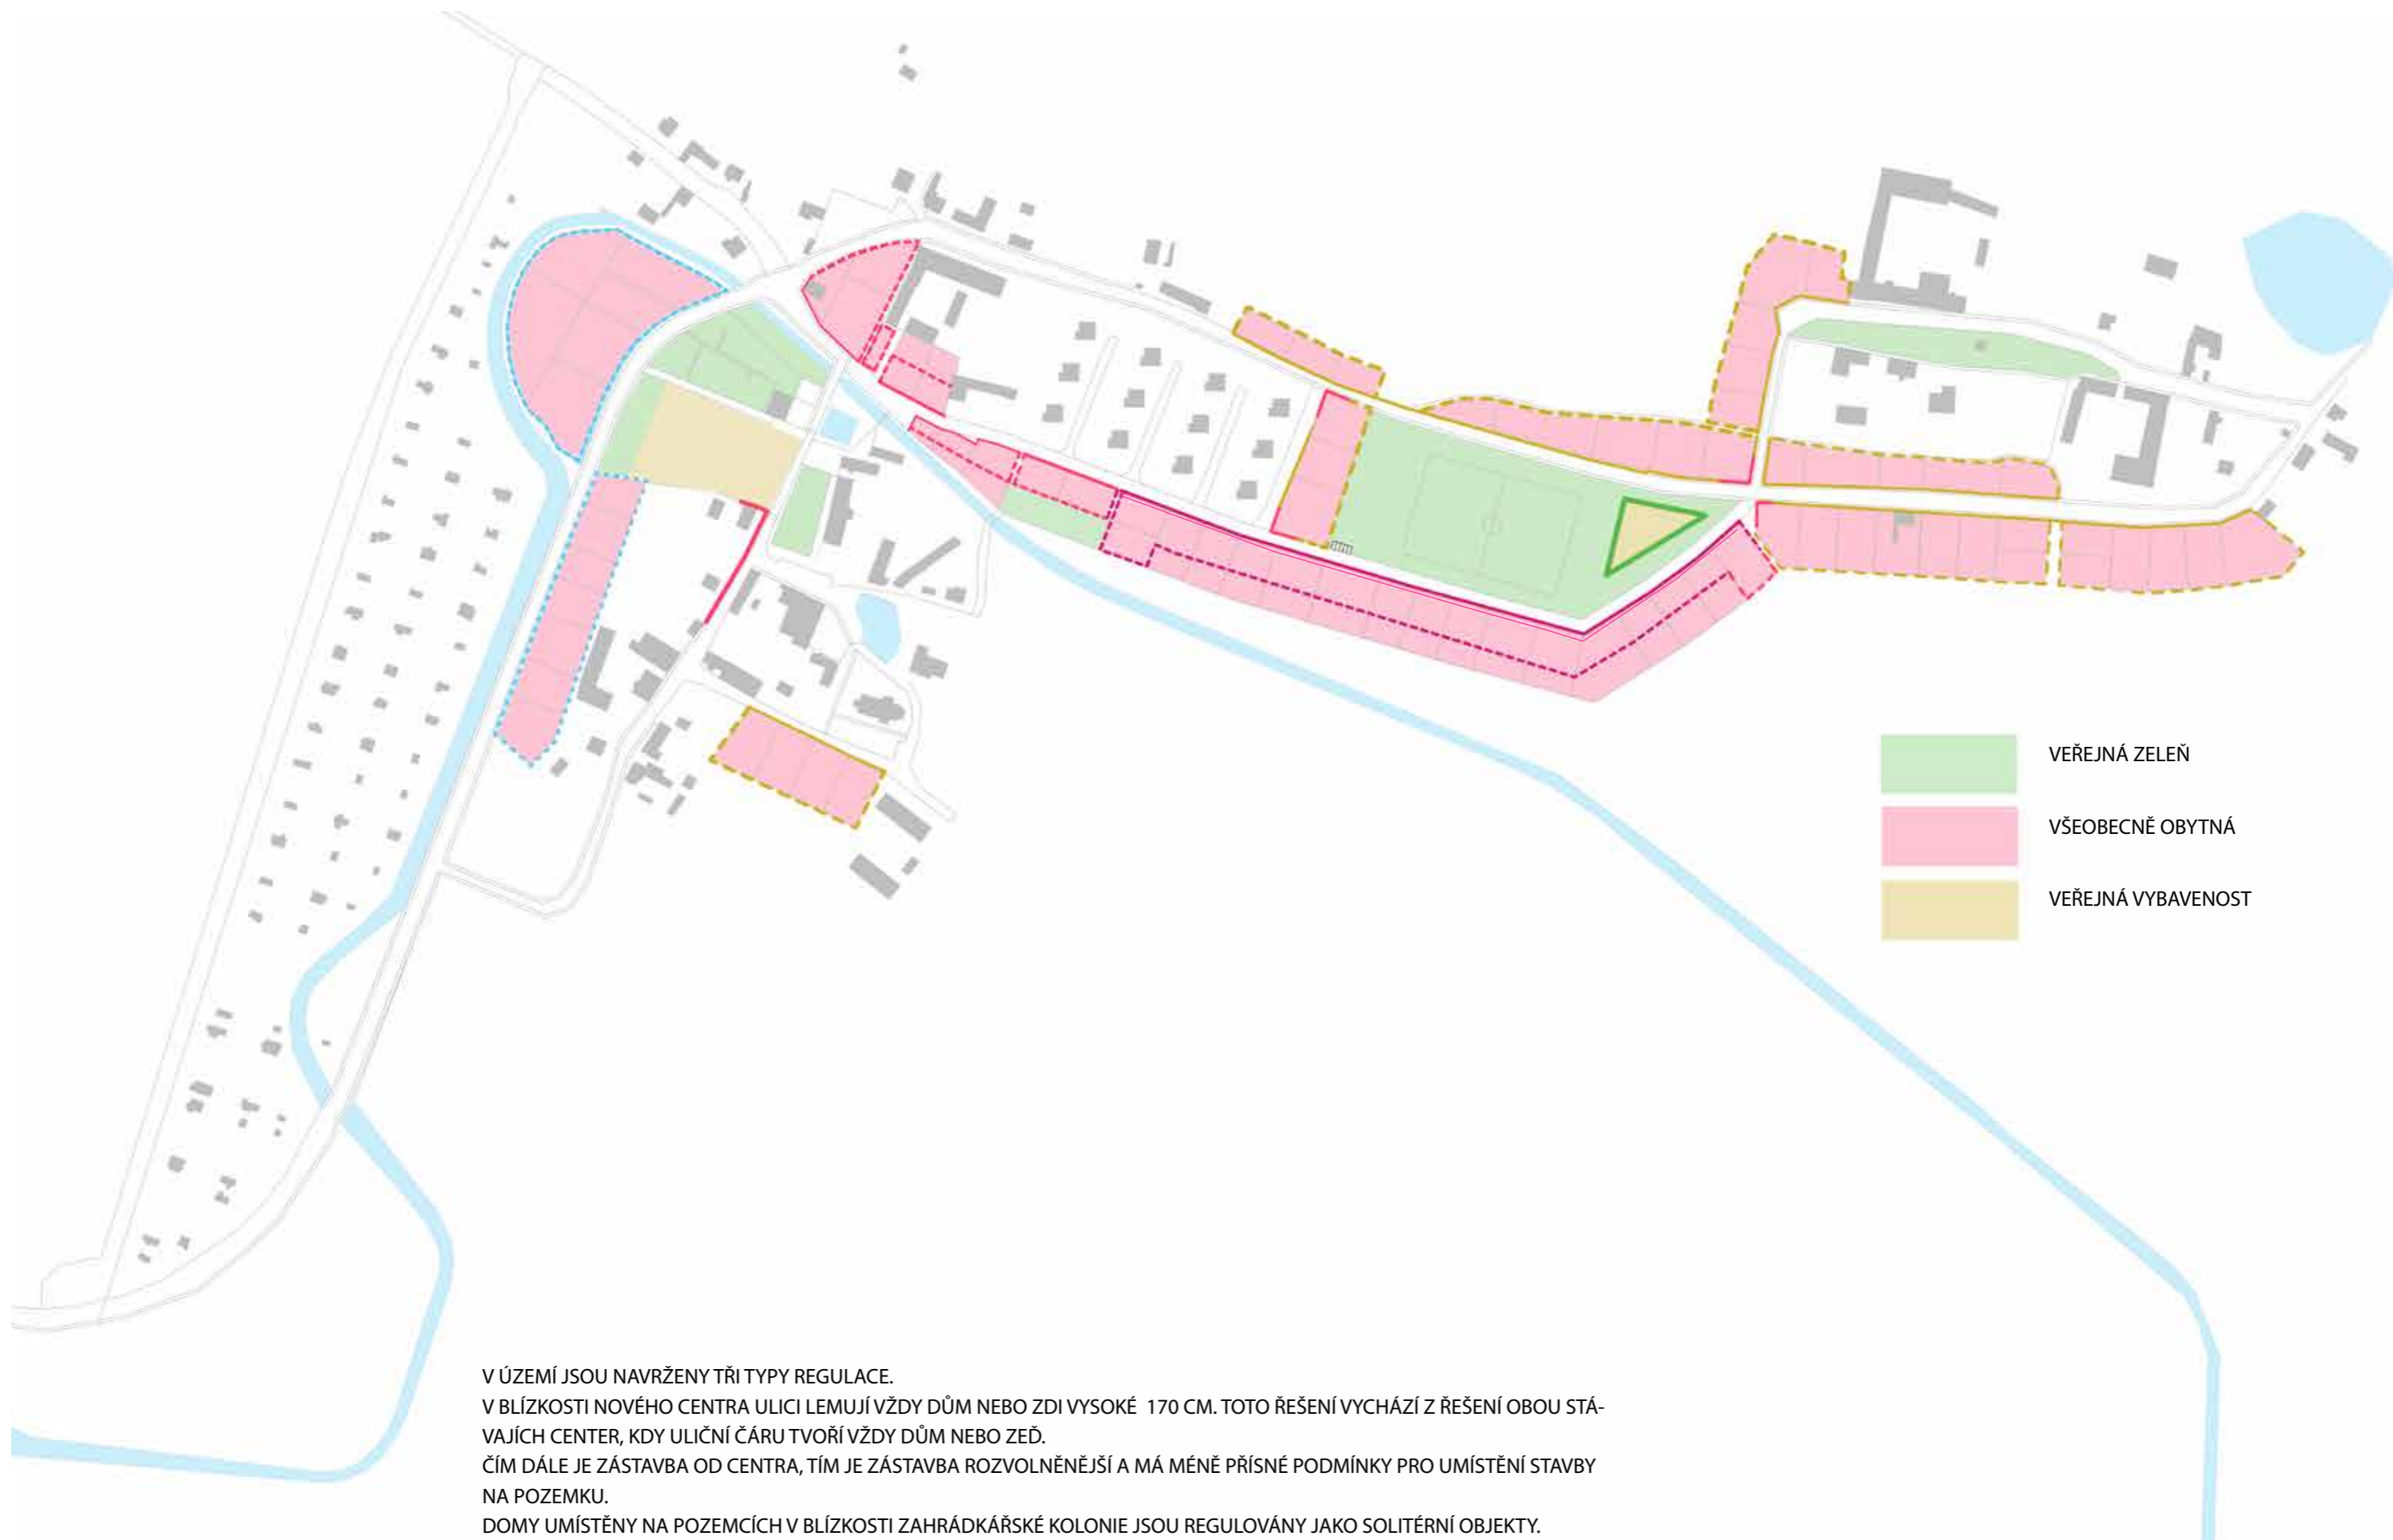 VEŘEJNÁ ZELEŇ
VŠEOBECNĚ OBYTNÁ
VEŘEJNÁ VYBAVENOST
V ÚZEMÍ JSOU NAVRŽENY TŘI TYPY REGULACE.
V BLÍZKOSTI NOVÉHO CENTRA ULICI LEMUJÍ VŽDY DŮM NEBO ZDI VYSOKÉ  170 CM. TOTO ŘEŠENÍ VYCHÁZÍ Z ŘEŠENÍ OBOU STÁ-
VAJÍCH CENTER, KDY ULIČNÍ ČÁRU TVOŘÍ VŽDY DŮM NEBO ZEĎ.
ČÍM DÁLE JE ZÁSTAVBA OD CENTRA, TÍM JE ZÁSTAVBA ROZVOLNĚNĚJŠÍ A MÁ MÉNĚ PŘÍSNÉ PODMÍNKY PRO UMÍSTĚNÍ STAVBY
NA POZEMKU.
DOMY UMÍSTĚNY NA POZEMCÍCH V BLÍZKOSTI ZAHRÁDKÁŘSKÉ KOLONIE JSOU REGULOVÁNY JAKO SOLITÉRNÍ OBJEKTY.